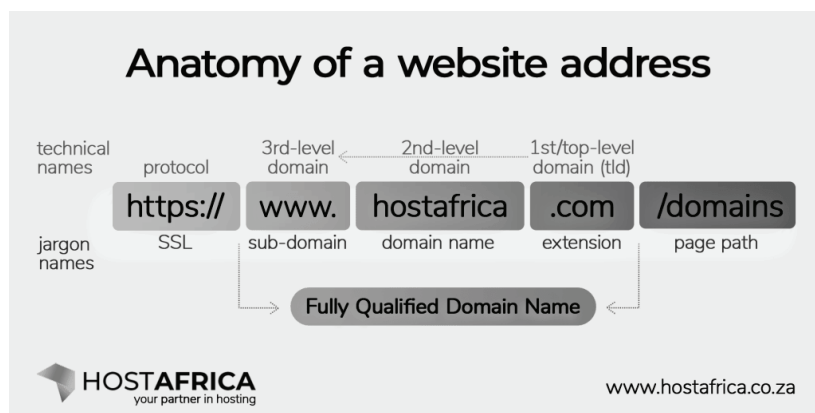 Anatomy of a website address
technical names
protocol
3rd-level domain
2nd-level domain
1st/top-level domain (tld)
https://
www.
hostafrica
.com
/domains
jargon names
SSL
sub-domain
domain name
extension
page path
Fully Qualified Domain Name
HOSTAFRICA
your partner in hosting
www.hostafrica.co.za